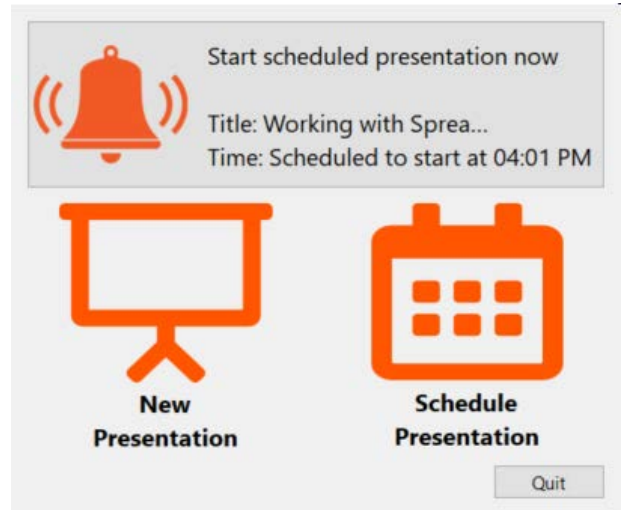 Start scheduled presentation now
Title: Working with Sprea...
Time: Scheduled to start at 04:01 PM
New
Presentation
Schedule
Presentation
Quit